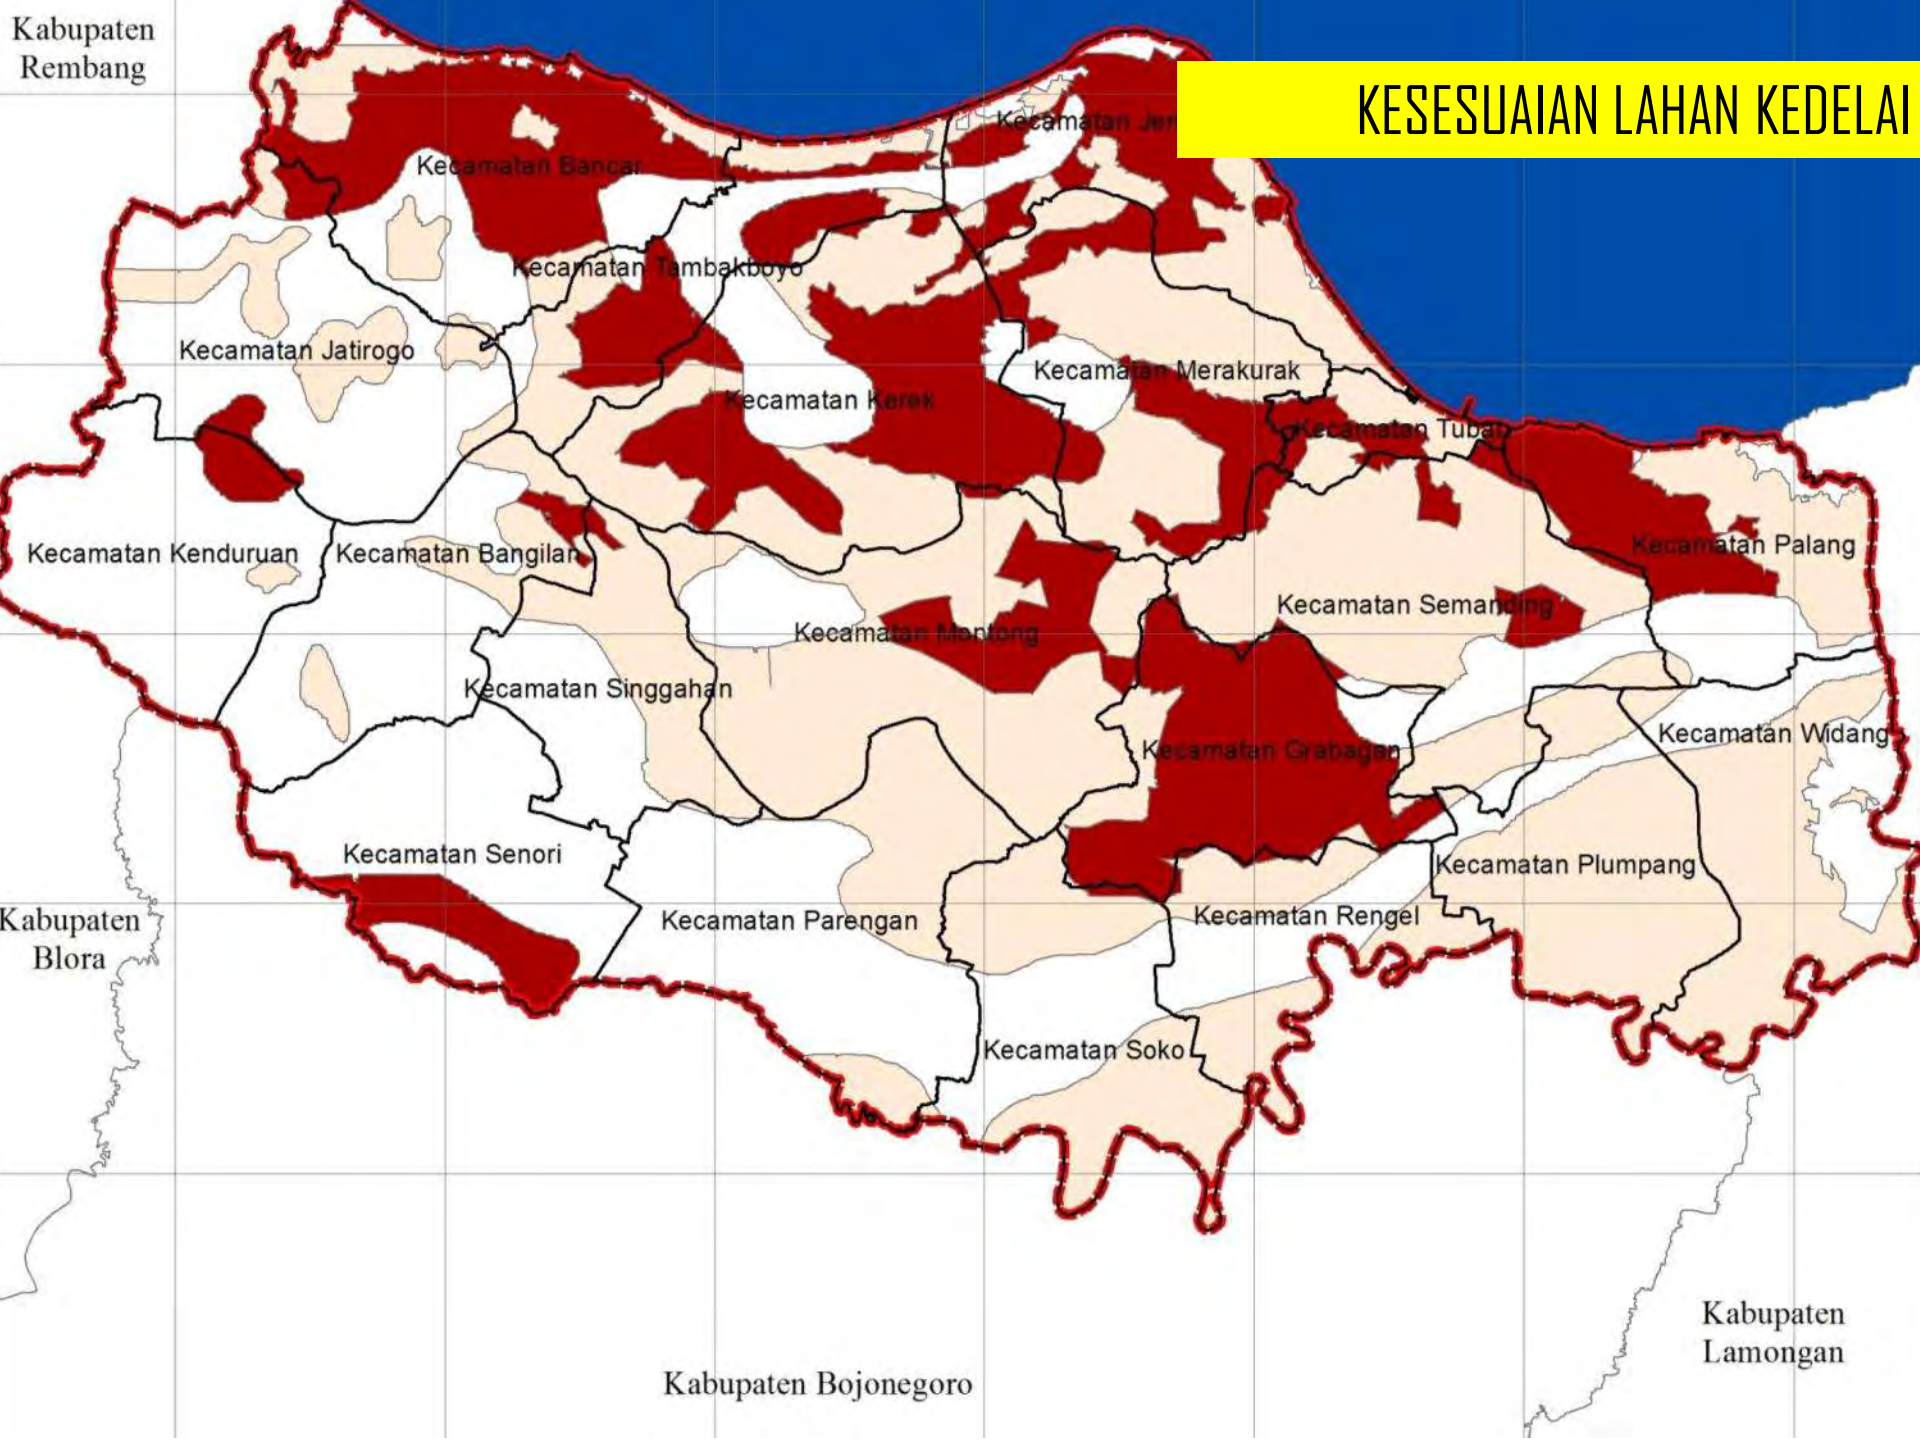 Kabupaten
Rembang
KESESUAIAN LAHAN KEDELAI
Kecamatan Jen
Kecamatan Bancar
Kecamatan Tambakboyo
Kecamatan Jatirogo
Kecamatan Merakurak
Kecamatan Kerek
Kecamatan Tuban
Kecamatan Kenduruan
Kecamatan Bangilan
Kecamatan Palang
Kecamatan Semanding
Kecamatan Montong
Kecamatan Singgahan
Kecamatan Widang
Kecamatan Grabagan
Kecamatan Senori
Kecamatan Plumpang
Kecamatan Parengan
Kecamatan Rengel
Kabupaten
Blora
Kecamatan Soko
Kabupaten
Lamongan
Kabupaten Bojonegoro